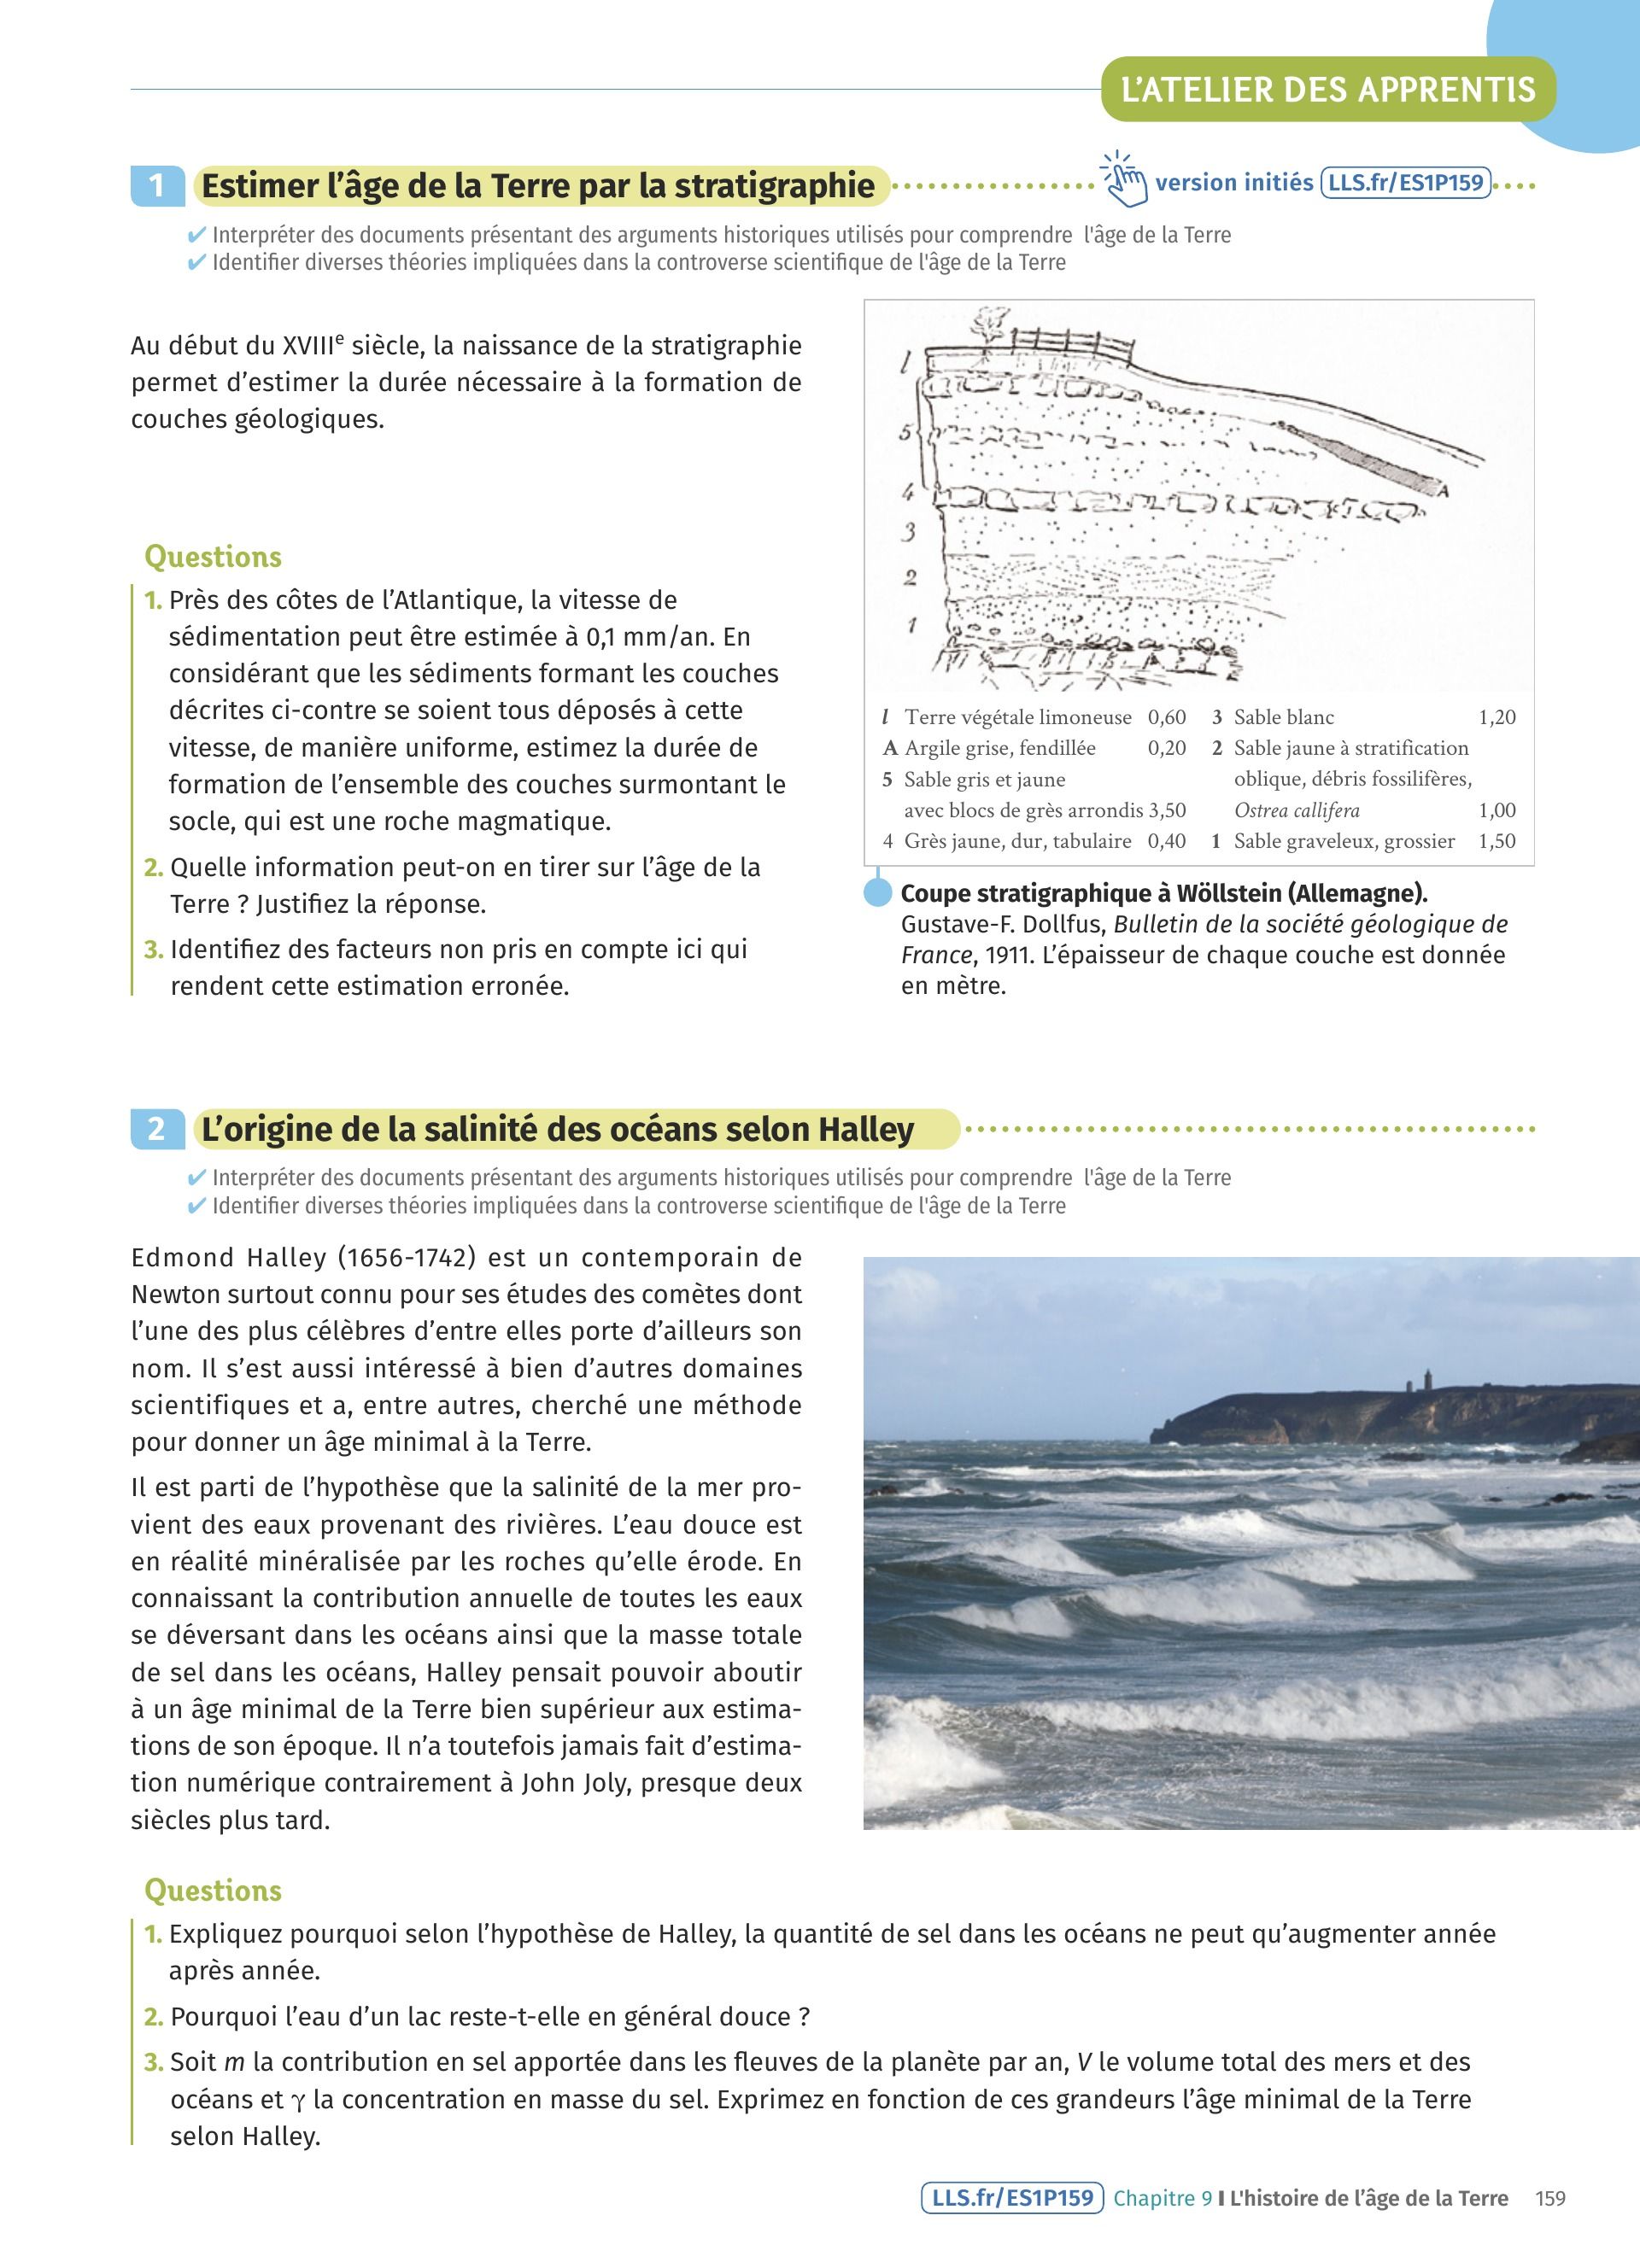 L'ATELIER DES APPRENTIS
1 Estimer l'âge de la Terre par la stratigraphie
version initiés LLS.fr/ES1P159
✔ Interpréter des documents présentant des arguments historiques utilisés pour comprendre l'âge de la Terre
✔ Identifier diverses théories impliquées dans la controverse scientifique de l'âge de la Terre
Au début du XVIIIe siècle, la naissance de la stratigraphie
permet d'estimer la durée nécessaire à la formation de
couches géologiques.
Questions
1. Près des côtes de l'Atlantique, la vitesse de
sédimentation peut être estimée à 0,1 mm/an. En
considérant que les sédiments formant les couches
décrites ci-contre se soient tous déposés à cette
vitesse, de manière uniforme, estimez la durée de
formation de l'ensemble des couches surmontant le
socle, qui est une roche magmatique.
2. Quelle information peut-on en tirer sur l'âge de la
Terre ? Justifiez la réponse.
3. Identifiez des facteurs non pris en compte ici qui
rendent cette estimation erronée.
l
5
4
A
3
2
1
l Terre végétale limoneuse 0,60
A Argile grise, fendillée 0,20
5 Sable gris et jaune
avec blocs de grès arrondis 3,50
4 Grès jaune, dur, tabulaire 0,40
3 Sable blanc 1,20
2 Sable jaune à stratification
oblique, débris fossilifères,
Ostrea callifera 1,00
1 Sable graveleux, grossier 1,50
Coupe stratigraphique à Wöllstein (Allemagne).
Gustave-F. Dollfus, Bulletin de la société géologique de
France, 1911. L'épaisseur de chaque couche est donnée
en mètre.
2 L'origine de la salinité des océans selon Halley
✔ Interpréter des documents présentant des arguments historiques utilisés pour comprendre l'âge de la Terre
✔ Identifier diverses théories impliquées dans la controverse scientifique de l'âge de la Terre
Edmond Halley (1656-1742) est un contemporain de
Newton surtout connu pour ses études des comètes dont
l'une des plus célèbres d'entre elles porte d'ailleurs son
nom. Il s'est aussi intéressé à bien d'autres domaines
scientifiques et a, entre autres, cherché une méthode
pour donner un âge minimal à la Terre.
Il est parti de l'hypothèse que la salinité de la mer pro-
vient des eaux provenant des rivières. L'eau douce est
en réalité minéralisée par les roches qu'elle érode. En
connaissant la contribution annuelle de toutes les eaux
se déversant dans les océans ainsi que la masse totale
de sel dans les océans, Halley pensait pouvoir aboutir
à un âge minimal de la Terre bien supérieur aux estima-
tions de son époque. Il n'a toutefois jamais fait d'estima-
tion numérique contrairement à John Joly, presque deux
siècles plus tard.
Questions
1. Expliquez pourquoi selon l'hypothèse de Halley, la quantité de sel dans les océans ne peut qu'augmenter année
après année.
2. Pourquoi l'eau d'un lac reste-t-elle en général douce ?
3. Soit m la contribution en sel apportée dans les fleuves de la planète par an, V le volume total des mers et des
océans et γ la concentration en masse du sel. Exprimez en fonction de ces grandeurs l'âge minimal de la Terre
selon Halley.
LLS.fr/ES1P159 Chapitre 9 I L'histoire de l'âge de la Terre 159